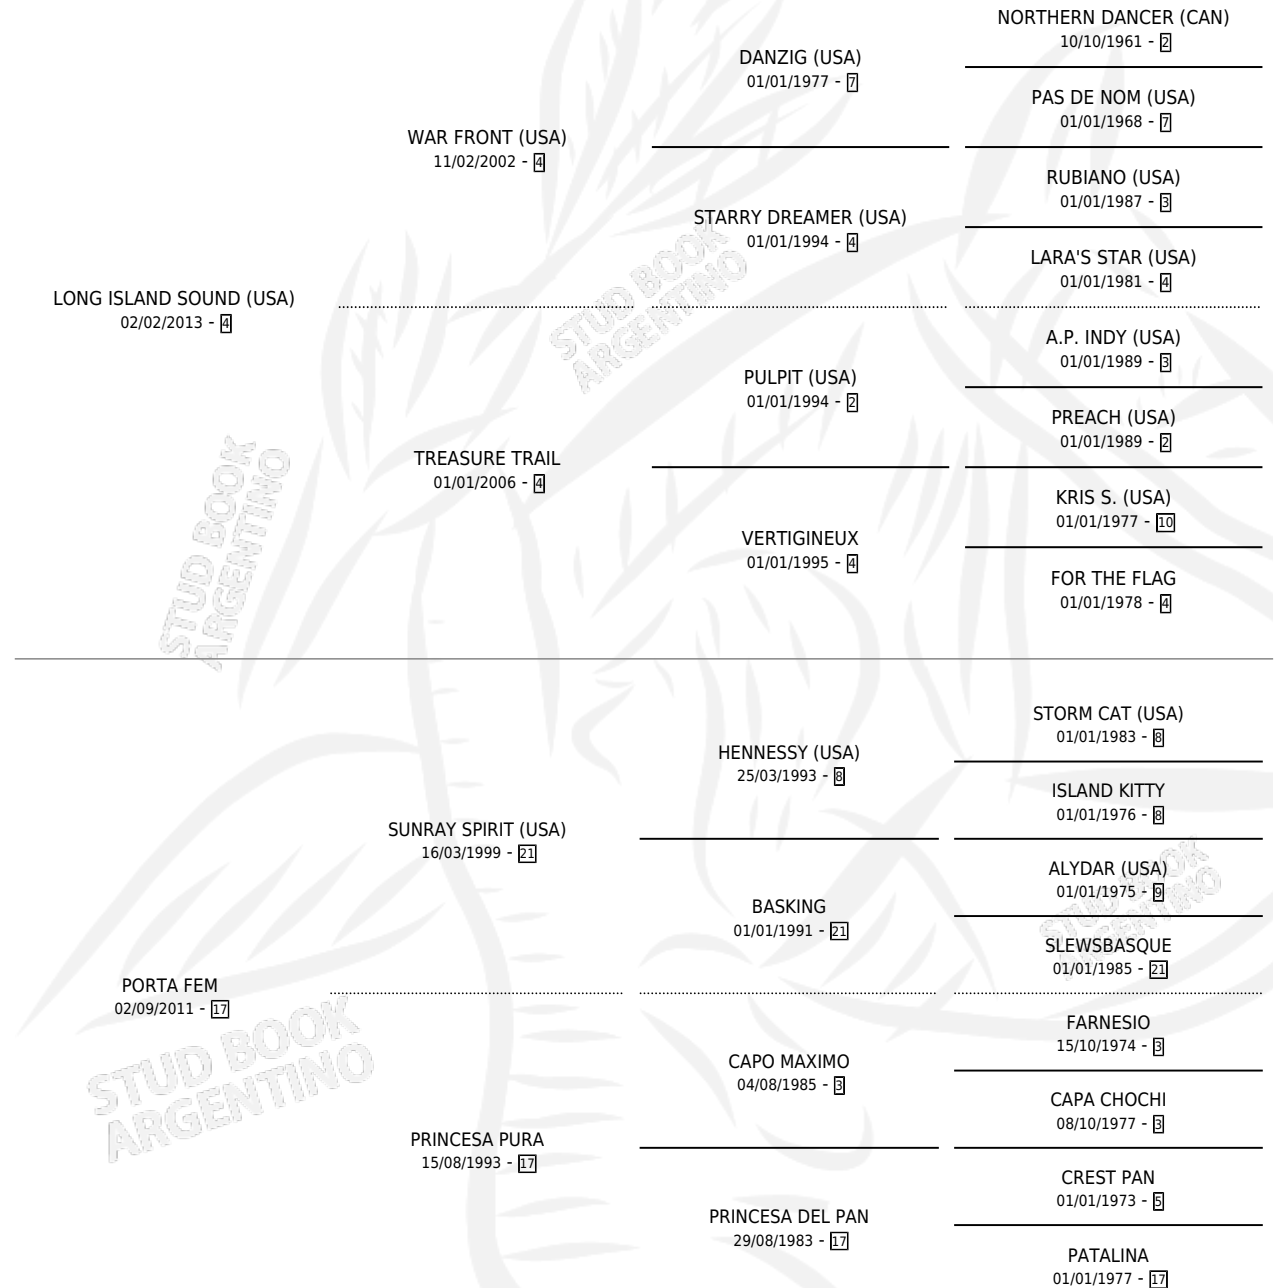 NORTHERN DANCER (CAN)
10/10/1961 - 2
DANZIG (USA)
01/01/1977 - 7
PAS DE NOM (USA)
01/01/1968 - 7
WAR FRONT (USA)
11/02/2002 - 4
RUBIANO (USA)
01/01/1987 - 3
STARRY DREAMER (USA)
01/01/1994 - 4
LARA'S STAR (USA)
01/01/1981 - 4
LONG ISLAND SOUND (USA)
02/02/2013 - 4
A.P. INDY (USA)
01/01/1989 - 3
PULPIT (USA)
01/01/1994 - 2
PREACH (USA)
01/01/1989 - 2
TREASURE TRAIL
01/01/2006 - 4
KRIS S. (USA)
01/01/1977 - 10
VERTIGINEUX
01/01/1995 - 4
FOR THE FLAG
01/01/1978 - 4
STUD BOOK
ARGENTINO
STUD BOOK
ARGENTINO
STORM CAT (USA)
01/01/1983 - 8
HENNESSY (USA)
25/03/1993 - 8
ISLAND KITTY
01/01/1976 - 8
SUNRAY SPIRIT (USA)
16/03/1999 - 21
ALYDAR (USA)
01/01/1975 - 9
BASKING
01/01/1991 - 21
SLEWSBASQUE
01/01/1985 - 21
STUD BOOK
ARGENTINO
PORTA FEM
02/09/2011 - 17
FARNESIO
15/10/1974 - 3
CAPO MAXIMO
04/08/1985 - 3
CAPA CHOCHI
08/10/1977 - 3
PRINCESA PURA
15/08/1993 - 17
CREST PAN
01/01/1973 - 5
PRINCESA DEL PAN
29/08/1983 - 17
PATALINA
01/01/1977 - 17
STUD BOOK
ARGENTINO